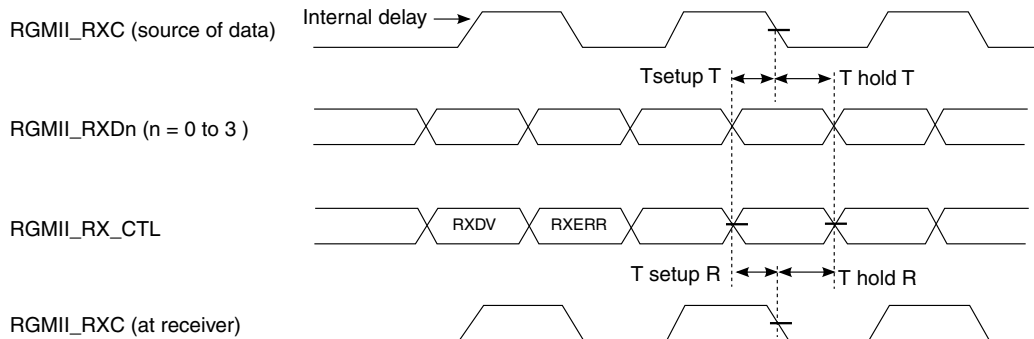 Internal delay
RGMII_RXC (source of data)
Tsetup T
T hold T
RGMII_RXDn (n = 0 to 3 )
RGMII_RX_CTL
RXDV
RXERR
T setup R
T hold R
RGMII_RXC (at receiver)